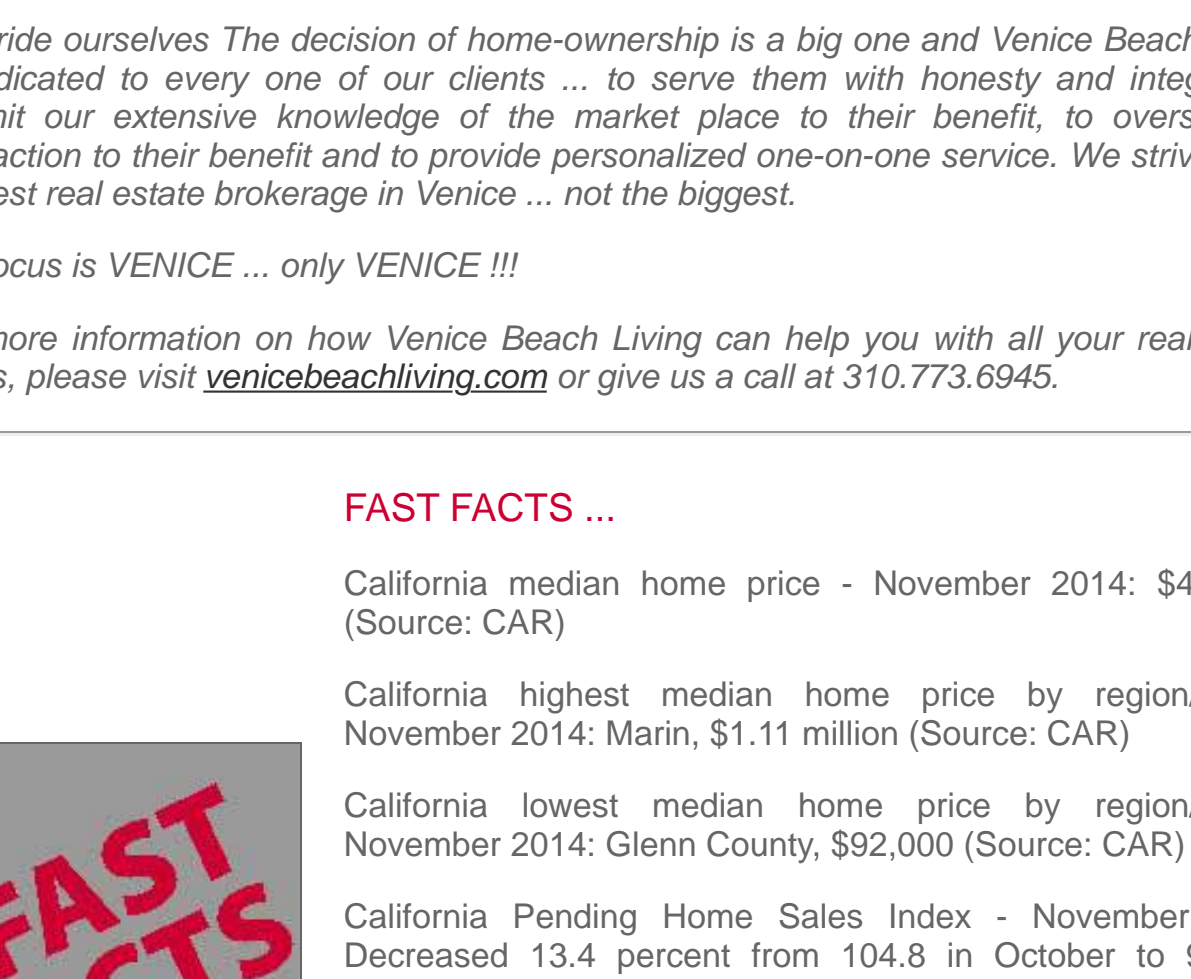 ride ourselves The decision of home-ownership is a big one and Venice Beach
dicated to every one of our clients ... to serve them with honesty and integ
nit our extensive knowledge of the market place to their benefit, to overs
action to their benefit and to provide personalized one-on-one service. We striv
est real estate brokerage in Venice ... not the biggest.
ocus is VENICE ... only VENICE !!!
more information on how Venice Beach Living can help you with all your real
s, please visit venicebeachliving.com or give us a call at 310.773.6945.
FAST FACTS ...
California median home price - November 2014: $4
(Source: CAR)
California highest median home price by region/
November 2014: Marin, $1.11 million (Source: CAR)
California lowest median home price by region/
November 2014: Glenn County, $92,000 (Source: CAR)
California Pending Home Sales Index - November
Decreased 13.4 percent from 104.8 in October to 9
FAST
CTS